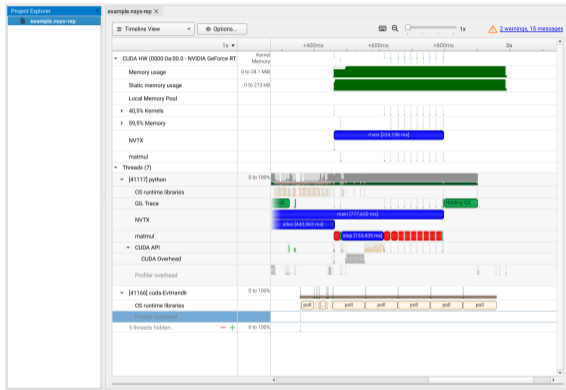 Project Explorer
example.nsys-rep
example.nsys-rep ×
Timeline View
Options...
1x
2 warnings, 15 messages
1s
+400ms
+600ms
+800ms
2s
CUDA HW (0000:0a:00.0 - NVIDIA GeForce RT
Kernel
Memory
Memory usage
0 to 28.1 MiB
Static memory usage
0 to 213 kB
Local Memory Pool
40,5% Kernels
59,5% Memory
NVTX
main [334,156 ms]
matmul
Threads (7)
[41117] python
0 to 100%
OS runtime libraries
GIL Trace
Holding GI...
NVTX
main [777,630 ms]
alloc [443,563 ms]
matmul
step [133,439 ms]
CUDA API
CUDA Overhead
Profiler overhead
[41166] cuda-EvtHandlr
0 to 100%
OS runtime libraries
poll
poll
poll
poll
poll
poll
Profiler overhead
5 threads hidden...
0 to 100%